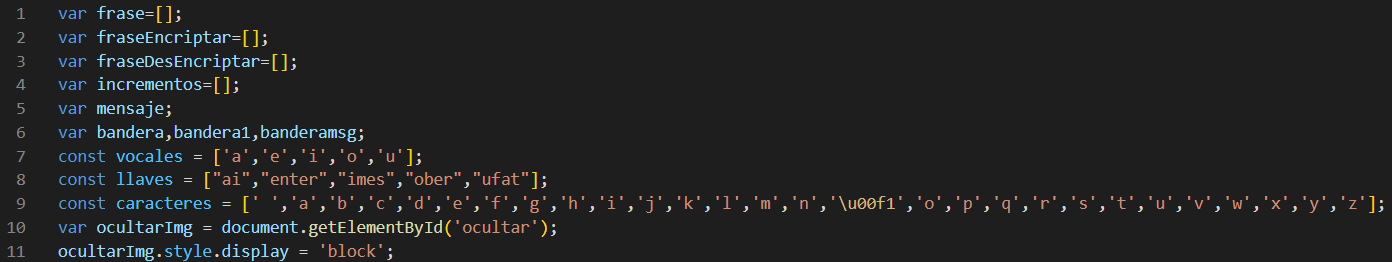 1 var frase=[];
2 var fraseEncriptar=[];
3 var fraseDesEncriptar=[];
4 var incrementos=[];
5 var mensaje;
6 var bandera,bandera1,banderamsg;
7 const vocales = ['a','e','i','o','u'];
8 const llaves = ["ai","enter","imes","ober","ufat"];
9 const caracteres = [' ','a','b','c','d','e','f','g','h','i','j','k','l','m','n','\u00f1','o','p','q','r','s','t','u','v','w','x','y','z'];
10 var ocultarImg = document.getElementById('ocultar');
11 ocultarImg.style.display = 'block';